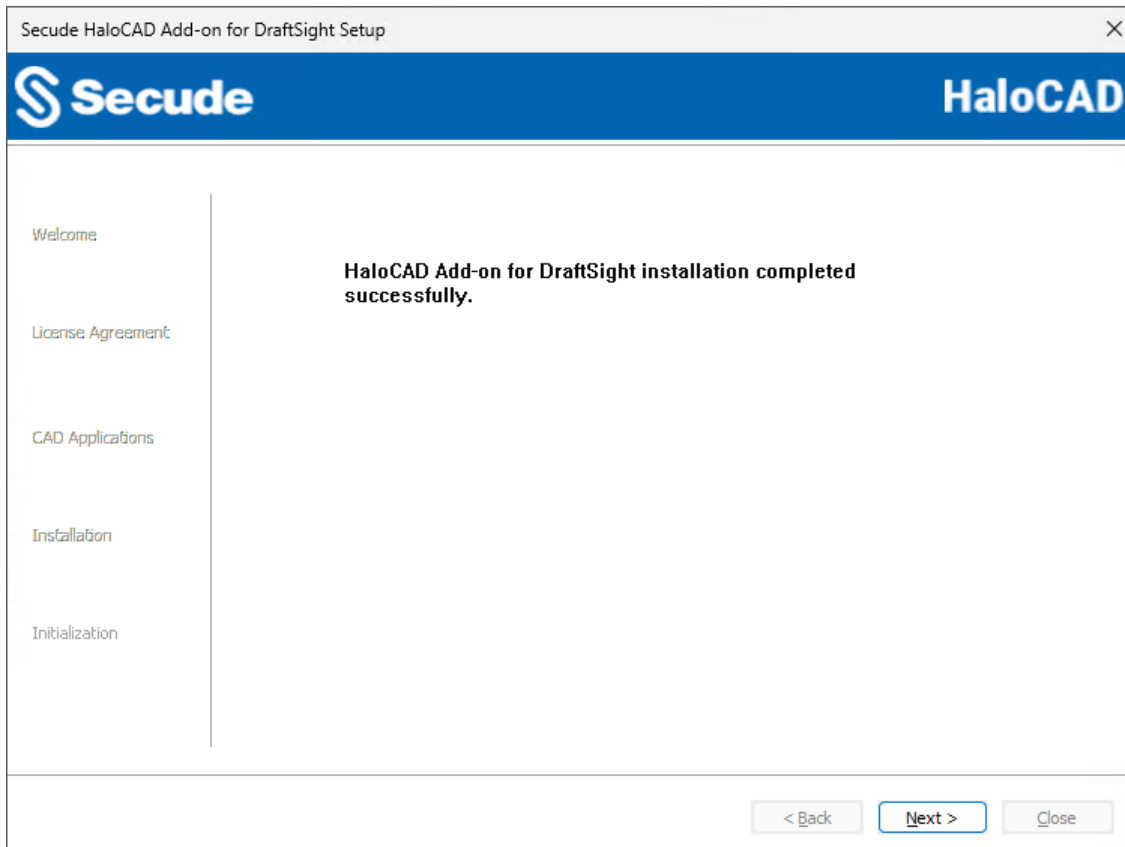 Secude HaloCAD Add-on for DraftSight Setup
Secude
HaloCAD
Welcome
License Agreement
CAD Applications
Installation
Initialization
HaloCAD Add-on for DraftSight installation completed
successfully.
< Back
Next >
Close